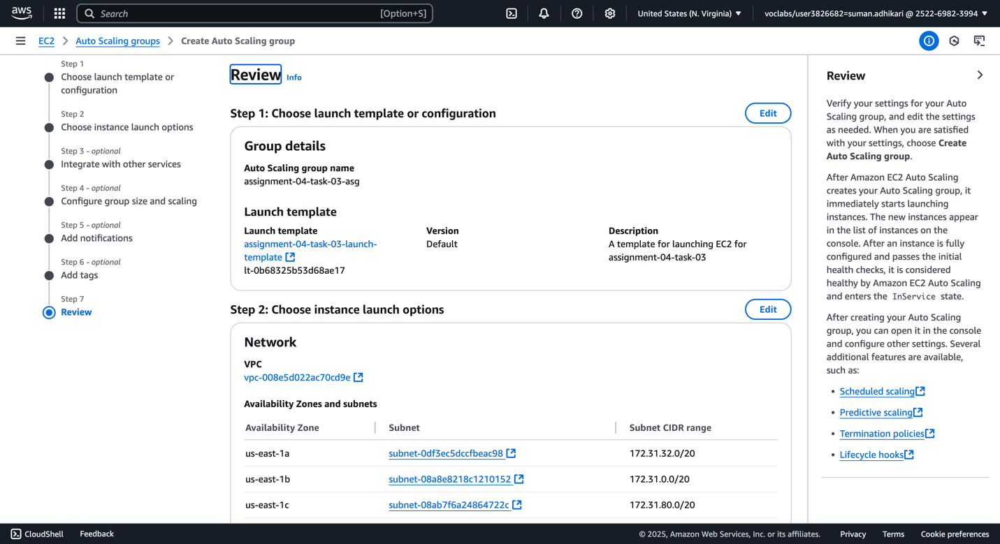 aws
Search
[Option+S]
United States (N. Virginia) ▼
voclabs/user3826682=suman.adhikari @ 2522-6982-3994 ▼
EC2
Auto Scaling groups
Create Auto Scaling group
Step 1
Choose launch template or
configuration
Step 2
Choose instance launch options
Step 3 - optional
Integrate with other services
Step 4 - optional
Configure group size and scaling
Step 5 - optional
Add notifications
Step 6 - optional
Add tags
Step 7
Review
Review Info
Step 1: Choose launch template or configuration
Edit
Group details
Auto Scaling group name
assignment-04-task-03-asg
Launch template
Launch template
assignment-04-task-03-launch-
template
lt-0b68325b53d68ae17
Version
Default
Description
A template for launching EC2 for
assignment-04-task-03
Step 2: Choose instance launch options
Edit
Network
VPC
vpc-008e5d022ac70cd9e
Availability Zones and subnets
Availability Zone Subnet Subnet CIDR range
us-east-1a subnet-0df3ec5dccfbeac98 172.31.32.0/20
us-east-1b subnet-08a8e8218c1210152 172.31.0.0/20
us-east-1c subnet-08ab7f6a24864722c 172.31.80.0/20
Review
Verify your settings for your Auto
Scaling group, and edit the settings
as needed. When you are satisfied
with your settings, choose Create
Auto Scaling group.
After Amazon EC2 Auto Scaling
creates your Auto Scaling group, it
immediately starts launching
instances. The new instances appear
in the list of instances on the
console. After an instance is fully
configured and passes the initial
health checks, it is considered
healthy by Amazon EC2 Auto Scaling
and enters the InService state.
After creating your Auto Scaling
group, you can open it in the console
and configure other settings. Several
additional features are available,
such as:
• Scheduled scaling
• Predictive scaling
• Termination policies
• Lifecycle hooks
CloudShell
Feedback
© 2025, Amazon Web Services, Inc. or its affiliates.
Privacy
Terms
Cookie preferences